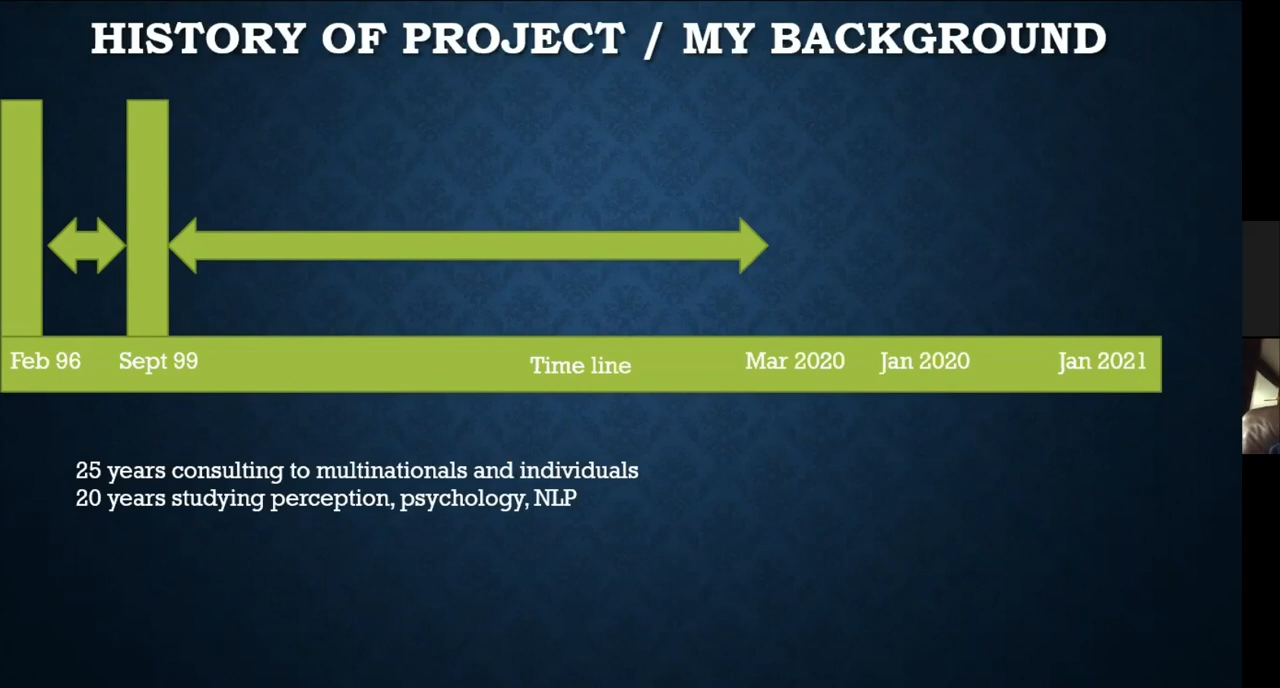 HISTORY OF PROJECT / MY BACKGROUND
Feb 96 Sept 99 Time line Mar 2020 Jan 2020 Jan 2021
25 years consulting to multinationals and individuals
20 years studying perception, psychology, NLP